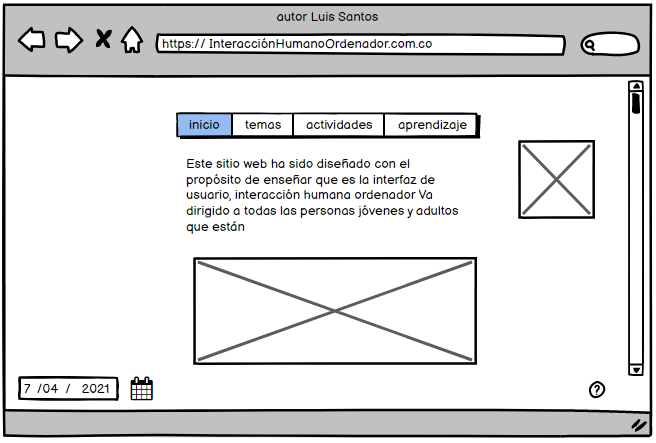 autor Luis Santos
https:// InteracciónHumanoOrdenador.com.co
inicio temas actividades aprendizaje
Este sitio web ha sido diseñado con el
propósito de enseñar que es la interfaz de
usuario, interacción humana ordenador Va
dirigido a todas las personas jóvenes y adultos
que están
7 /04 / 2021
?